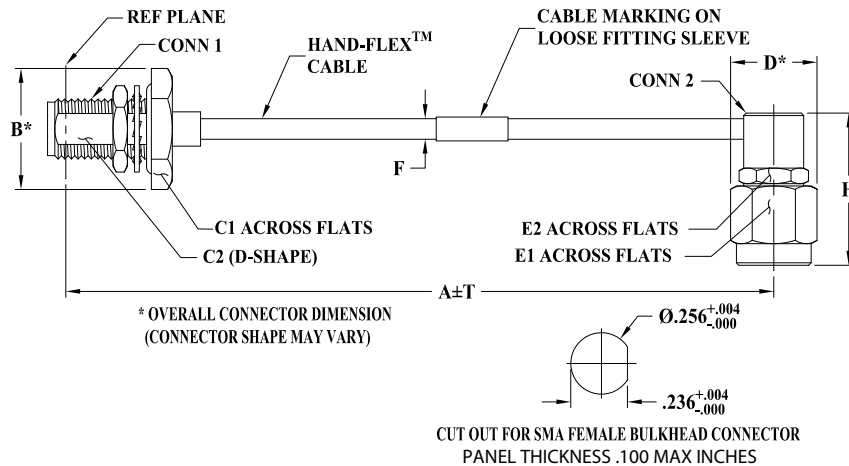 REF PLANE
CONN 1
HAND-FLEX™
CABLE
CABLE MARKING ON
LOOSE FITTING SLEEVE
D*
CONN 2
B*
F
C1 ACROSS FLATS
C2 (D-SHAPE)
E2 ACROSS FLATS
E1 ACROSS FLATS
A±T
* OVERALL CONNECTOR DIMENSION
(CONNECTOR SHAPE MAY VARY)
Ø.256 +.004 -.000
.236 +.004 -.000
CUT OUT FOR SMA FEMALE BULKHEAD CONNECTOR
PANEL THICKNESS .100 MAX INCHES